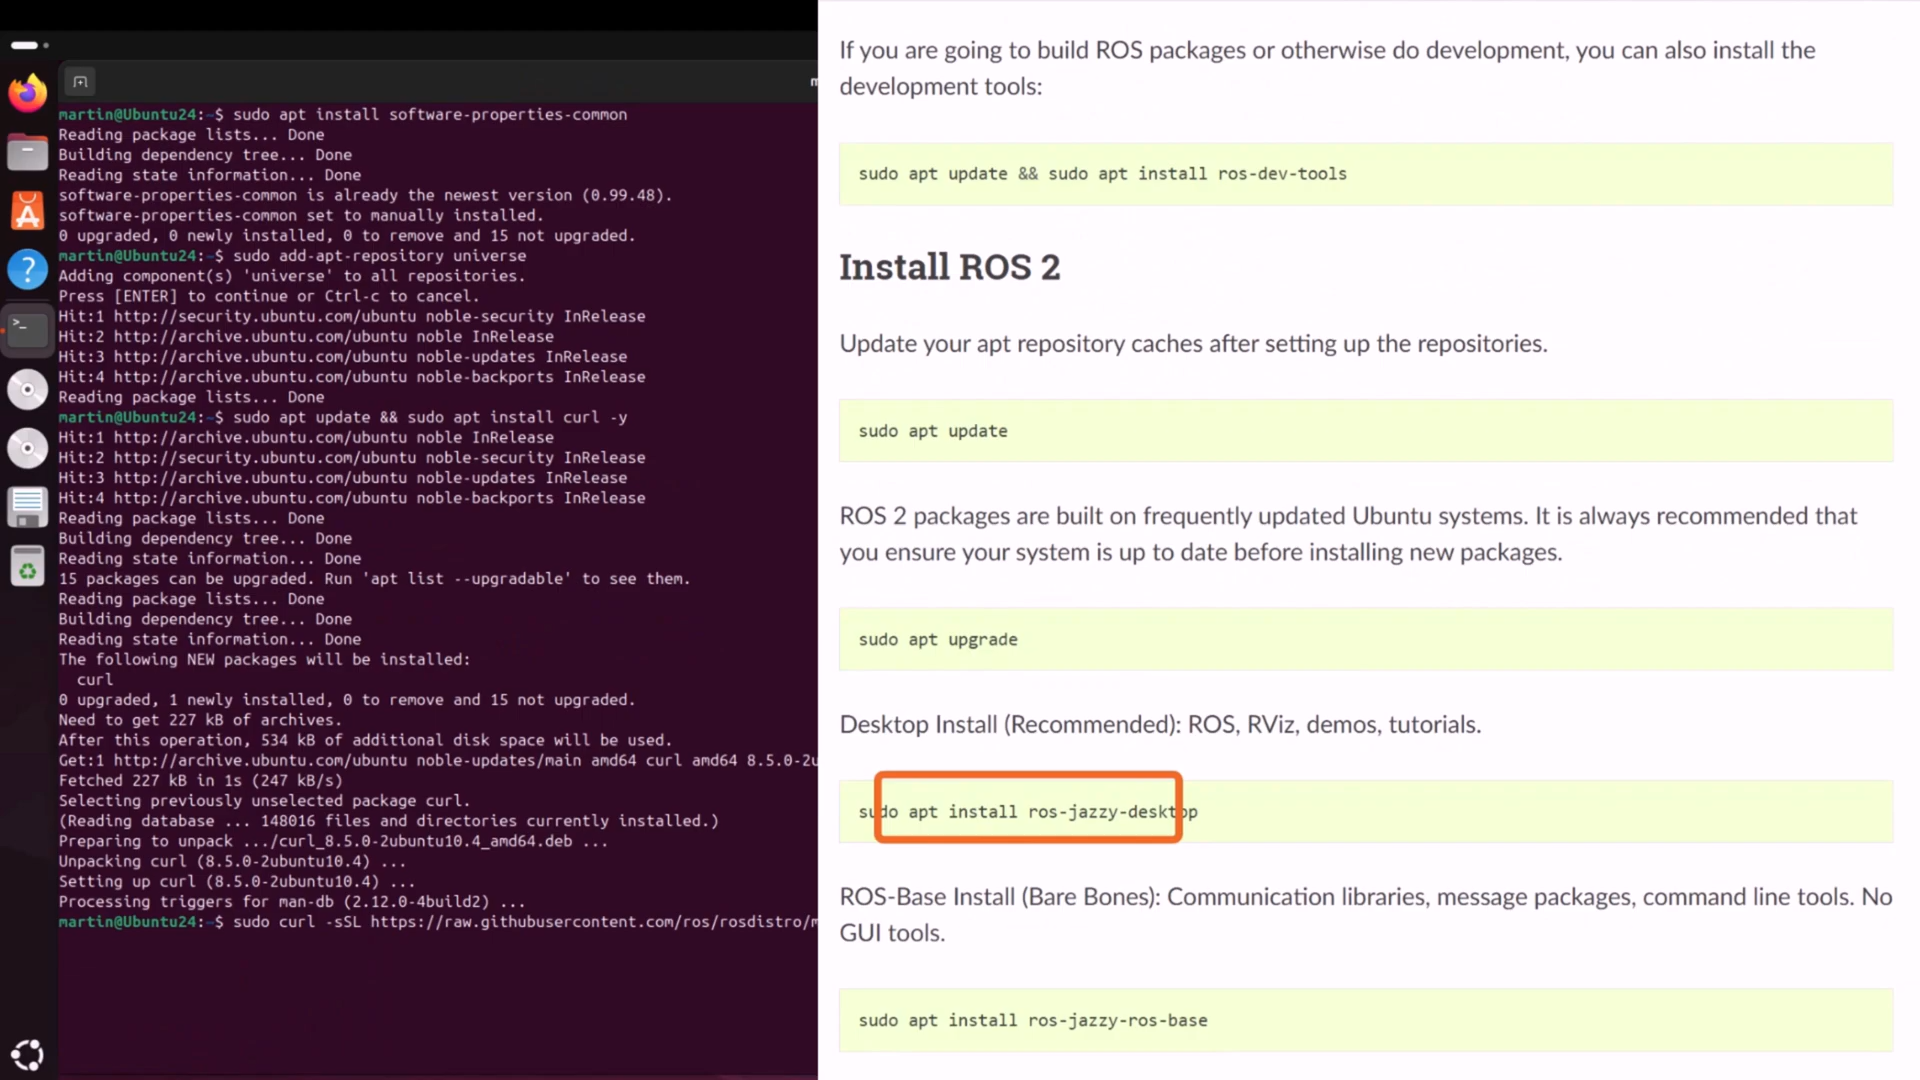 martin@Ubuntu24:~$ sudo apt install software-properties-common
Reading package lists... Done
Building dependency tree... Done
Reading state information... Done
software-properties-common is already the newest version (0.99.48).
software-properties-common set to manually installed.
0 upgraded, 0 newly installed, 0 to remove and 15 not upgraded.
martin@Ubuntu24:~$ sudo add-apt-repository universe
Adding component(s) 'universe' to all repositories.
Press [ENTER] to continue or Ctrl-c to cancel.
Hit:1 http://security.ubuntu.com/ubuntu noble-security InRelease
Hit:2 http://archive.ubuntu.com/ubuntu noble InRelease
Hit:3 http://archive.ubuntu.com/ubuntu noble-updates InRelease
Hit:4 http://archive.ubuntu.com/ubuntu noble-backports InRelease
Reading package lists... Done
martin@Ubuntu24:~$ sudo apt update && sudo apt install curl -y
Hit:1 http://archive.ubuntu.com/ubuntu noble InRelease
Hit:2 http://security.ubuntu.com/ubuntu noble-security InRelease
Hit:3 http://archive.ubuntu.com/ubuntu noble-updates InRelease
Hit:4 http://archive.ubuntu.com/ubuntu noble-backports InRelease
Reading package lists... Done
Building dependency tree... Done
Reading state information... Done
15 packages can be upgraded. Run 'apt list --upgradable' to see them.
Reading package lists... Done
Building dependency tree... Done
Reading state information... Done
The following NEW packages will be installed:
curl
0 upgraded, 1 newly installed, 0 to remove and 15 not upgraded.
Need to get 227 kB of archives.
After this operation, 534 kB of additional disk space will be used.
Get:1 http://archive.ubuntu.com/ubuntu noble-updates/main amd64 curl amd64 8.5.0-2u
Fetched 227 kB in 1s (247 kB/s)
Selecting previously unselected package curl.
(Reading database ... 148016 files and directories currently installed.)
Preparing to unpack .../curl_8.5.0-2ubuntu10.4_amd64.deb ...
Unpacking curl (8.5.0-2ubuntu10.4) ...
Setting up curl (8.5.0-2ubuntu10.4) ...
Processing triggers for man-db (2.12.0-4build2) ...
martin@Ubuntu24:~$ sudo curl -sSL https://raw.githubusercontent.com/ros/rosdistro/m
If you are going to build ROS packages or otherwise do development, you can also install the
development tools:
sudo apt update && sudo apt install ros-dev-tools
Install ROS 2
Update your apt repository caches after setting up the repositories.
sudo apt update
ROS 2 packages are built on frequently updated Ubuntu systems. It is always recommended that
you ensure your system is up to date before installing new packages.
sudo apt upgrade
Desktop Install (Recommended): ROS, RViz, demos, tutorials.
sudo apt install ros-jazzy-desktop
ROS-Base Install (Bare Bones): Communication libraries, message packages, command line tools. No
GUI tools.
sudo apt install ros-jazzy-ros-base